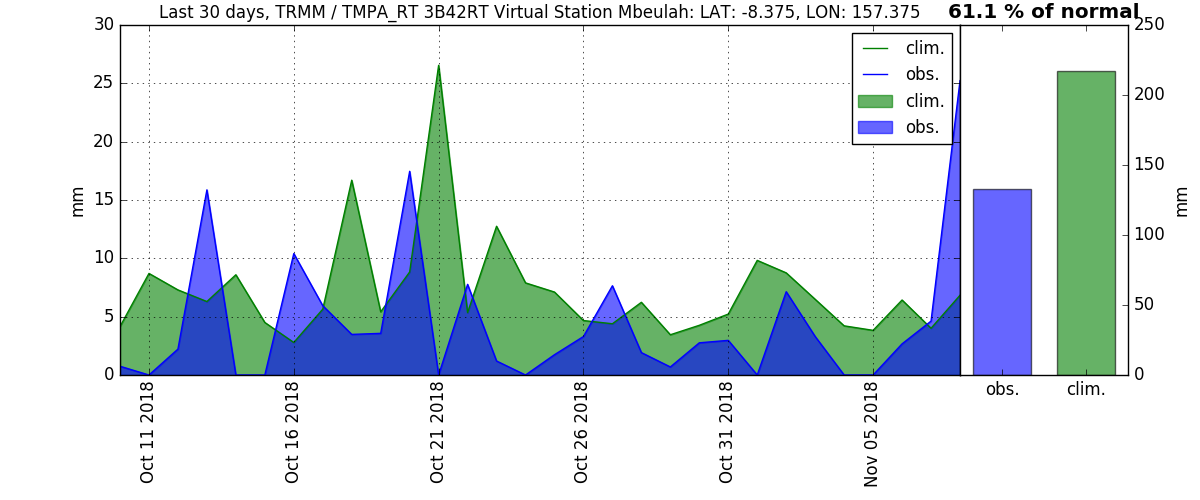 Last 30 days, TRMM / TMPA_RT 3B42RT Virtual Station Mbeulah: LAT: -8.375, LON: 157.375
61.1 % of normal
30
25
20
15
10
5
0
mm
clim.
obs.
clim.
obs.
250
200
150
100
50
0
mm
obs.
clim.
Oct 11 2018
Oct 16 2018
Oct 21 2018
Oct 26 2018
Oct 31 2018
Nov 05 2018